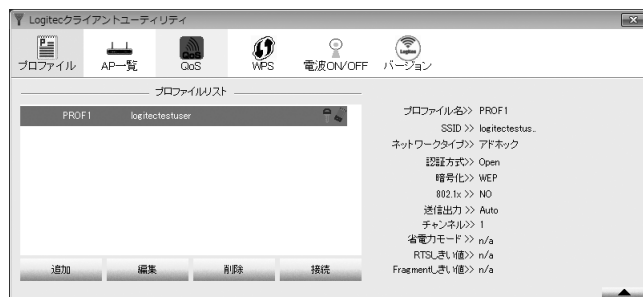 Logitecクライアントユーティリティ
プロファイル AP一覧 QoS WPS 電波ON/OFF バージョン
プロファイルリスト
PROF1 logitectestuser
追加 編集 削除 接続
プロファイル名>> PROF1
SSID >> logitectestus..
ネットワークタイプ>> アドホック
認証方式>> Open
暗号化>> WEP
802.1x >> NO
送信出力 >> Auto
チャンネル>> 1
省電力モード >> n/a
RTSしきい値>> n/a
Fragmentしきい値>> n/a